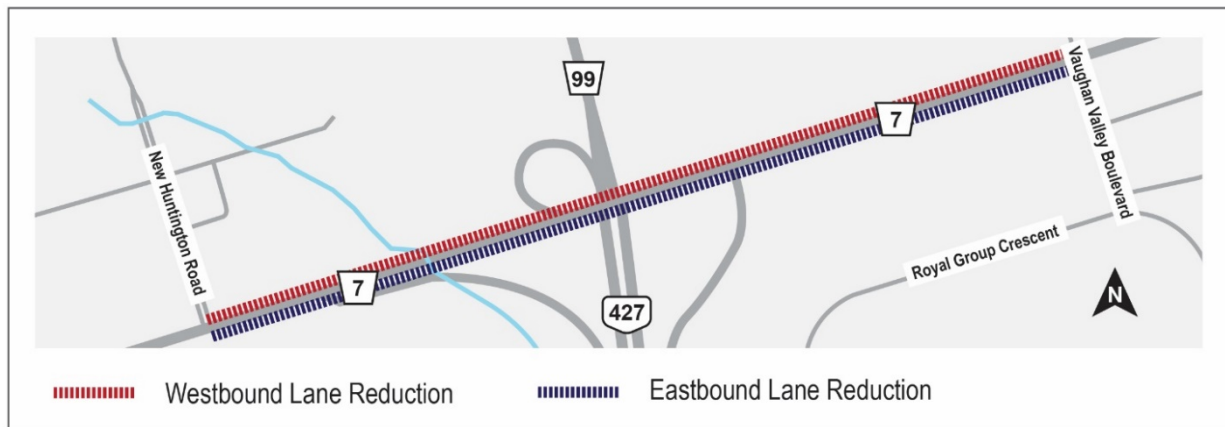 99
Vaughan Valley Boulevard
7
New Huntington Road
Royal Group Crescent
7
427
N
Westbound Lane Reduction
Eastbound Lane Reduction